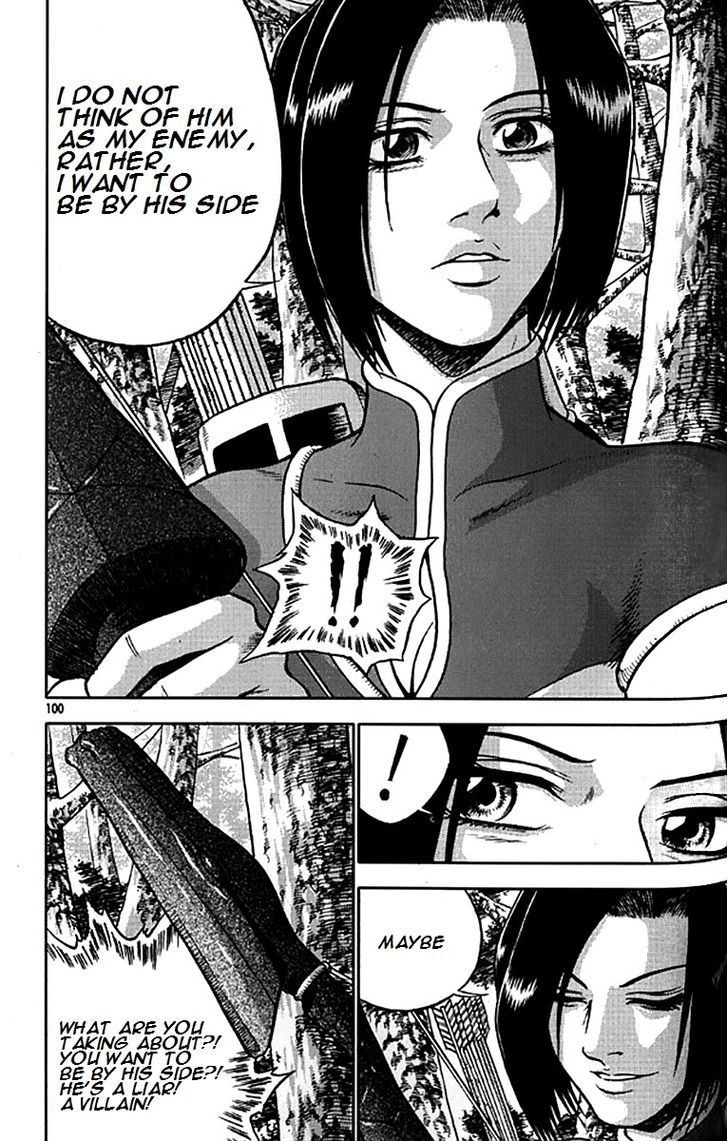 I DO NOT
THINK OF HIM
AS MY ENEMY,
RATHER,
I WANT TO
BE BY HIS SIDE
!!
100
!
WHAT ARE YOU
TAKING ABOUT?!
YOU WANT TO
BE BY HIS SIDE?!
HE'S A LIAR!
A VILLAIN!
MAYBE